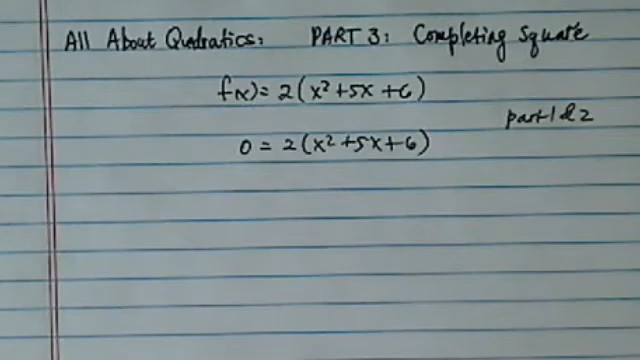 All About Quadratics: PART 3: Completing Square
f(x) = 2(x² + 5x + 6)
part 1 & 2
0 = 2(x² + 5x + 6)